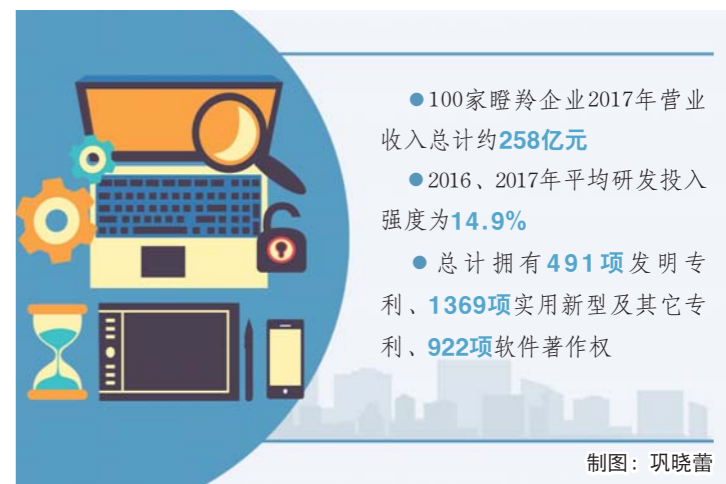 ●100家瞪羚企业2017年营业
收入总计约258亿元
●2016、2017年平均研发投入
强度为14.9%
●总计拥有491项发明专
利、1369项实用新型及其它专
利、922项软件著作权
制图：巩晓蕾